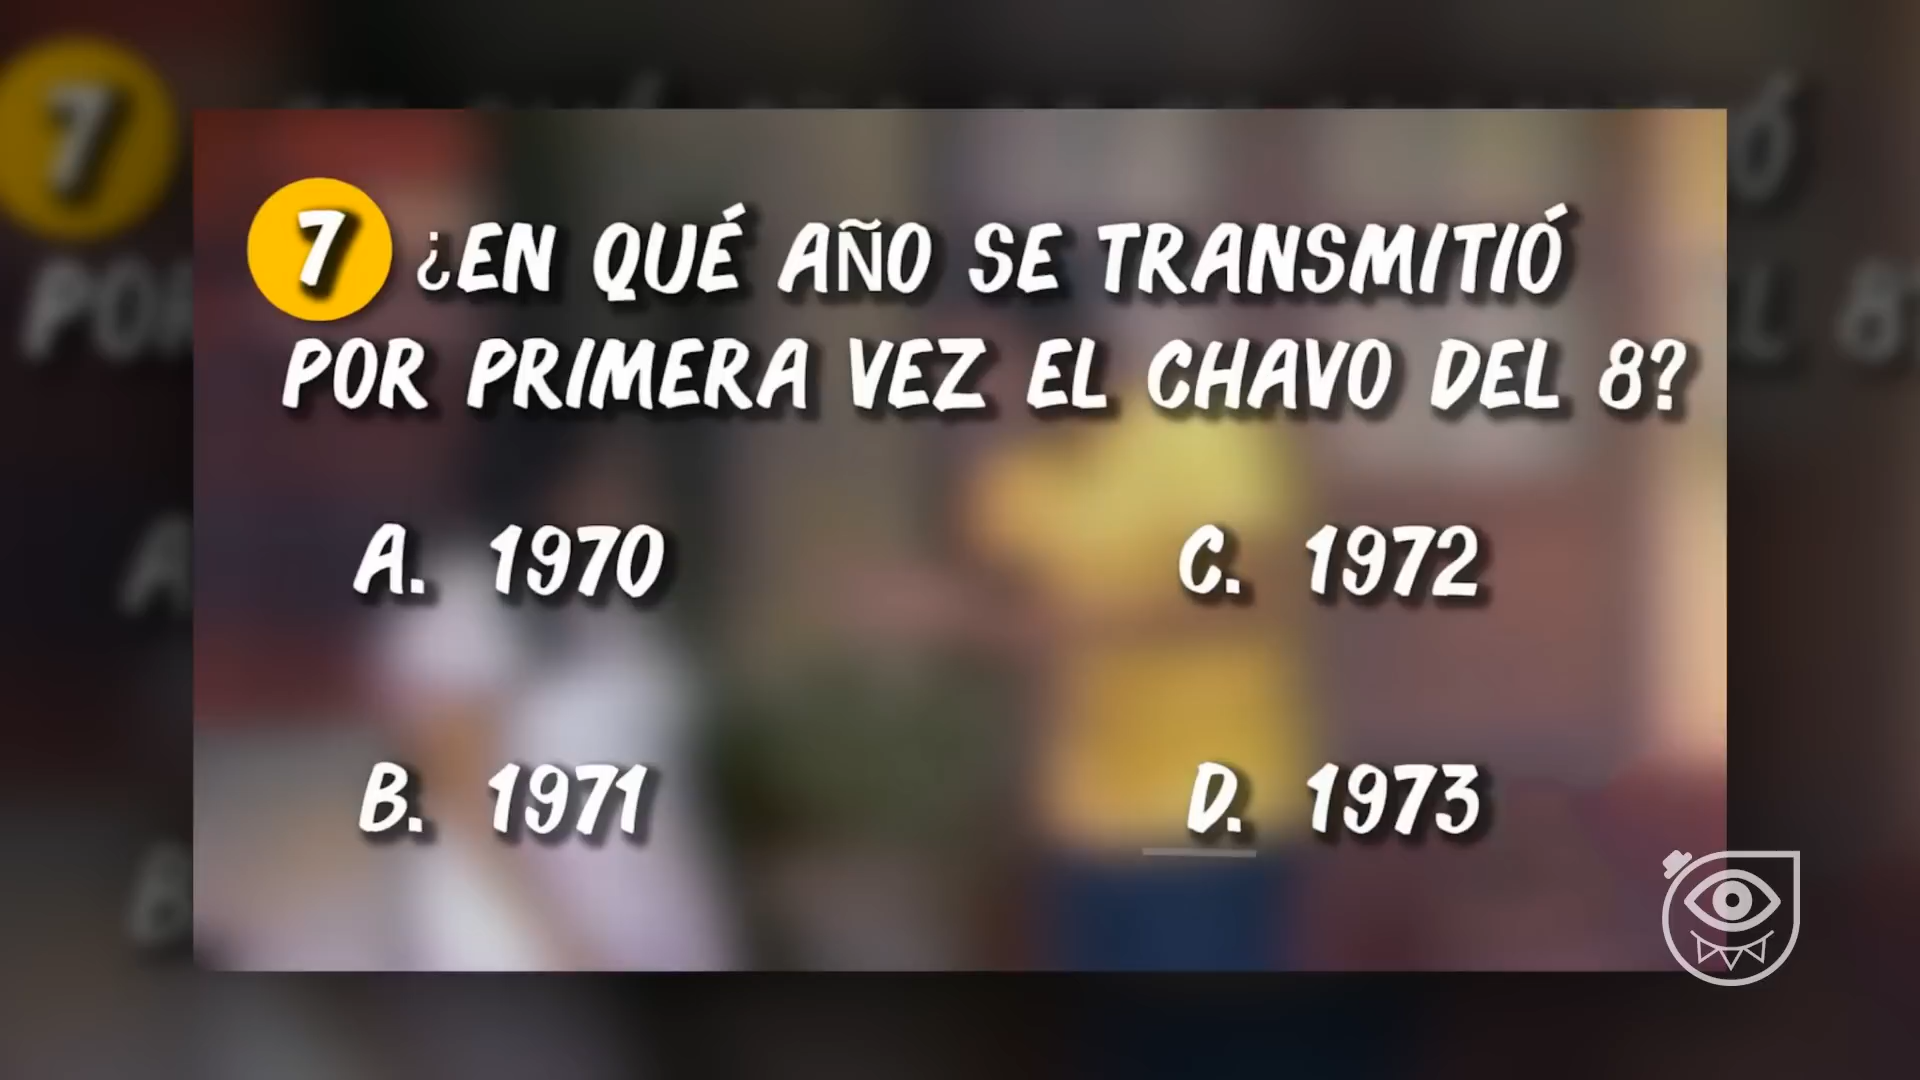 7 ¿EN QUÉ AÑO SE TRANSMITIÓ
POR PRIMERA VEZ EL CHAVO DEL 8?
A. 1970
B. 1971
C. 1972
D. 1973